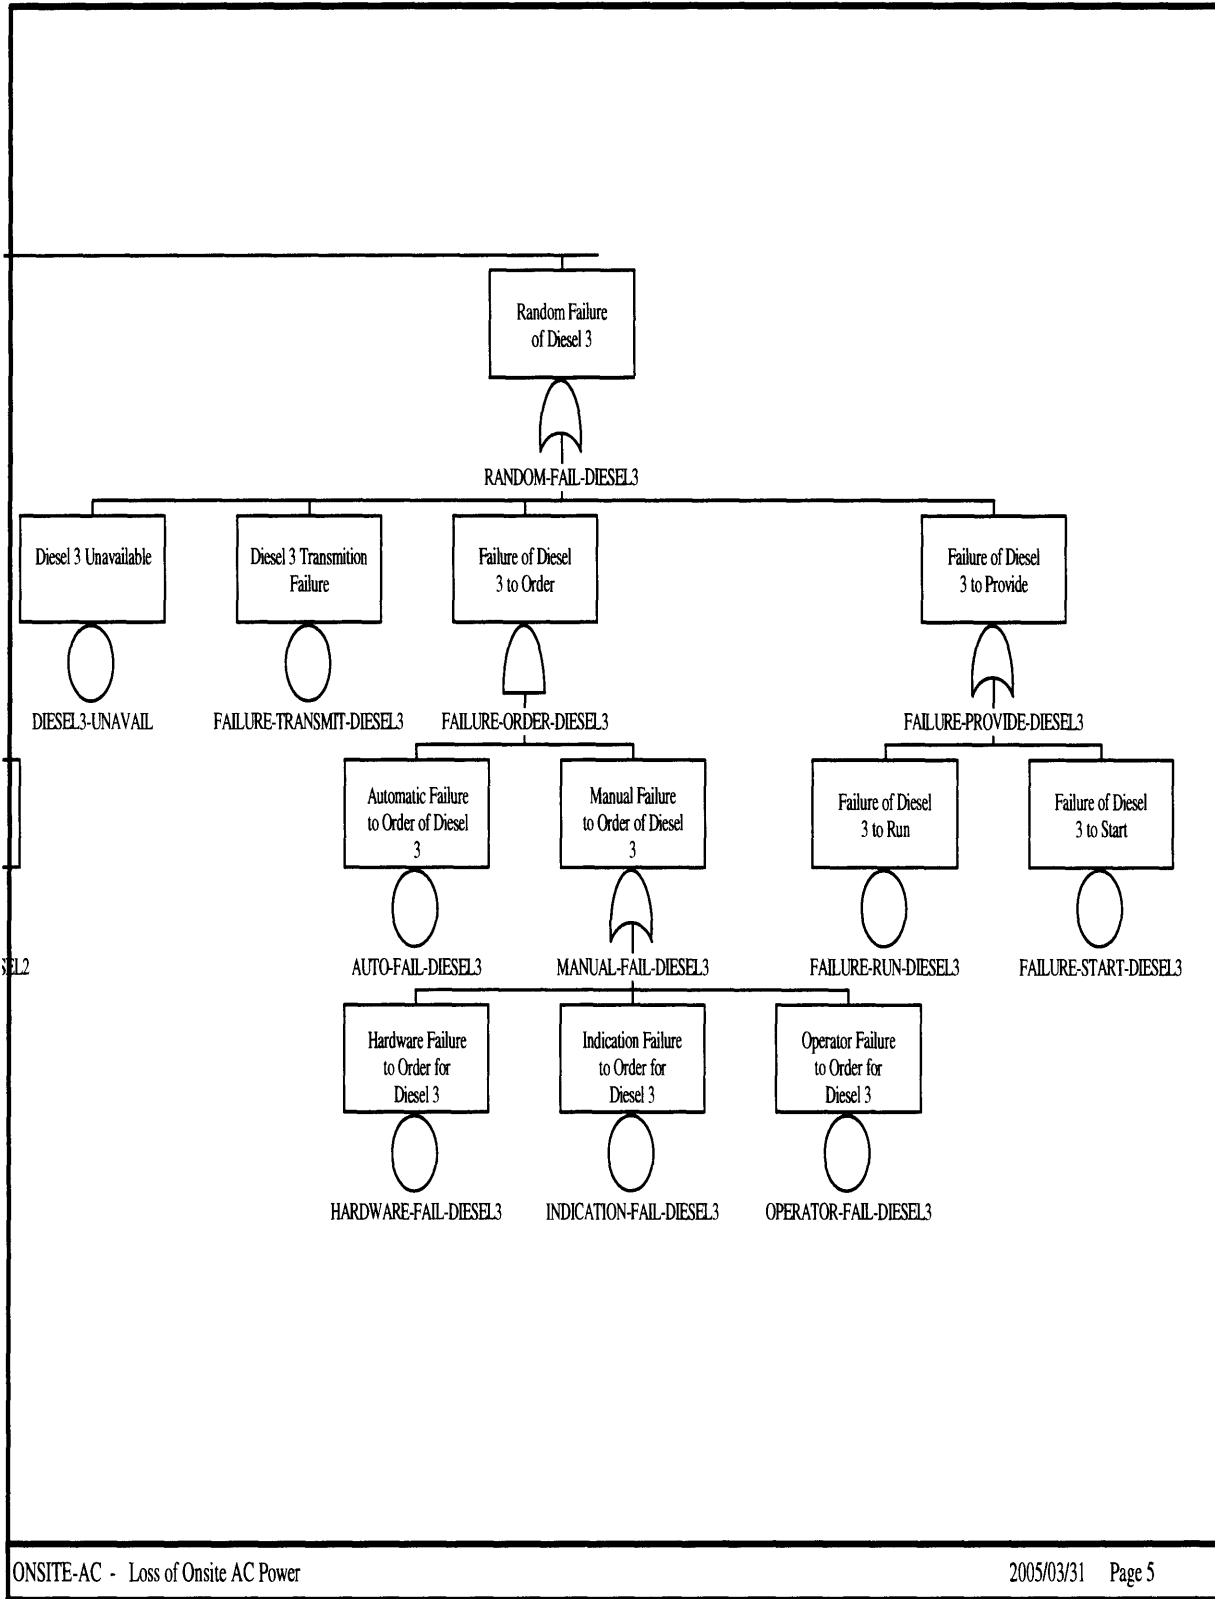 Random Failure
of Diesel 3
RANDOM-FAIL-DIESEL3
Diesel 3 Unavailable
Diesel 3 Transmition
Failure
Failure of Diesel
3 to Order
Failure of Diesel
3 to Provide
DIESEL3-UNAVAIL
FAILURE-TRANSMIT-DIESEL3
FAILURE-ORDER-DIESEL3
FAILURE-PROVIDE-DIESEL3
Automatic Failure
to Order of Diesel
3
Manual Failure
to Order of Diesel
3
Failure of Diesel
3 to Run
Failure of Diesel
3 to Start
SEL2
AUTO-FAIL-DIESEL3
MANUAL-FAIL-DIESEL3
FAILURE-RUN-DIESEL3
FAILURE-START-DIESEL3
Hardware Failure
to Order for
Diesel 3
Indication Failure
to Order for
Diesel 3
Operator Failure
to Order for
Diesel 3
HARDWARE-FAIL-DIESEL3
INDICATION-FAIL-DIESEL3
OPERATOR-FAIL-DIESEL3
ONSITE-AC - Loss of Onsite AC Power
2005/03/31 Page 5